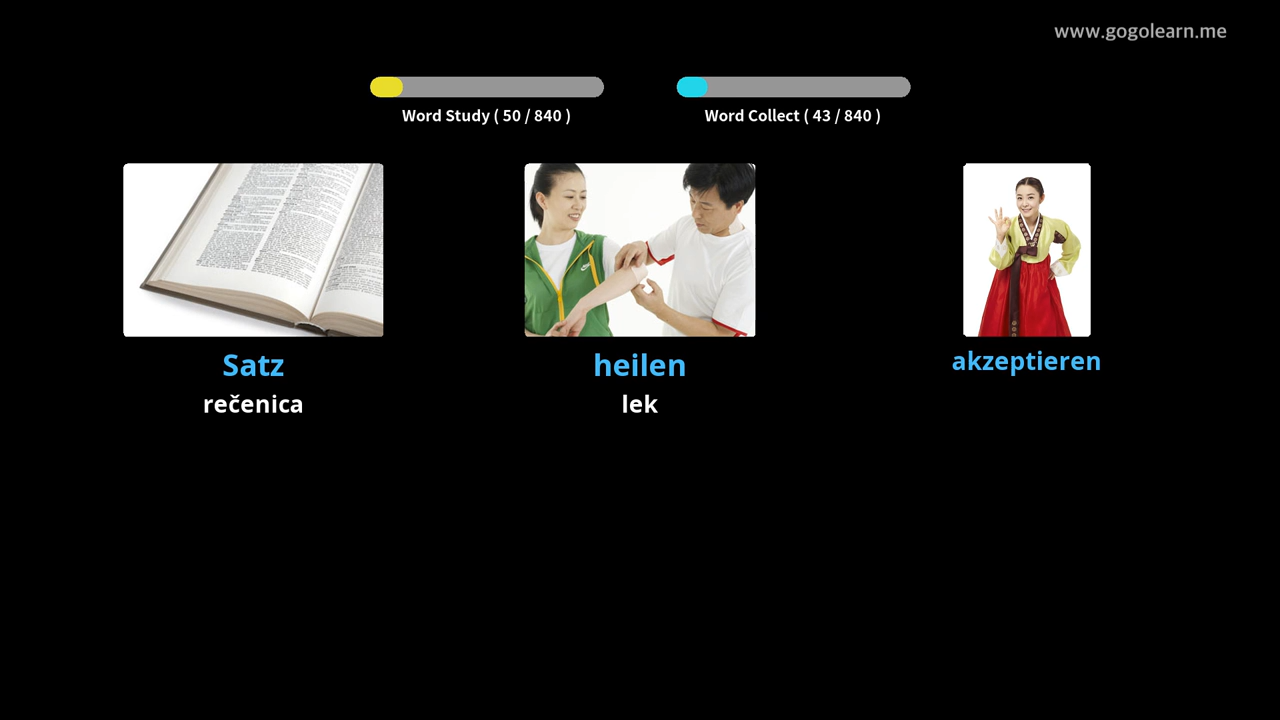 www.gogolearn.me
Word Study ( 50 / 840 )
Word Collect ( 43 / 840 )
Satz
heilen
akzeptieren
rečenica
lek